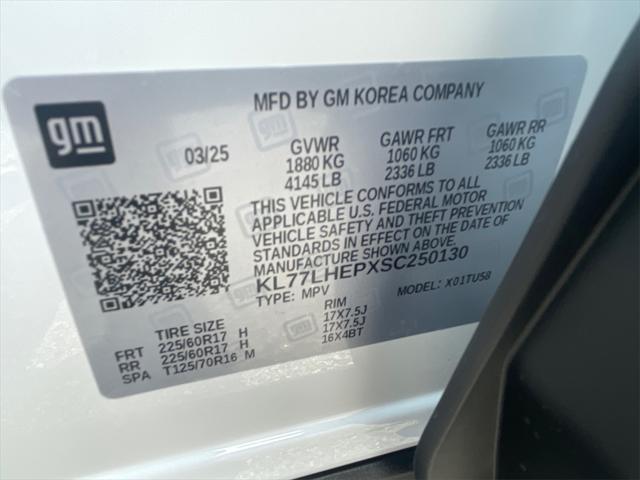 MFD BY GM KOREA COMPANY
gm
03/25
GVWR GAWR FRT GAWR RR
1880 KG 1060 KG 1060 KG
4145 LB 2336 LB 2336 LB
THIS VEHICLE CONFORMS TO ALL
APPLICABLE U.S. FEDERAL MOTOR
VEHICLE SAFETY AND THEFT PREVENTION
STANDARDS IN EFFECT ON THE DATE OF
MANUFACTURE SHOWN ABOVE.
KL77LHEPXSC250130
TYPE: MPV MODEL: X01TU58
TIRE SIZE RIM
FRT 225/60R17 H 17X7.5J
RR 225/60R17 H 17X7.5J
SPA T125/70R16 M 16X4BT